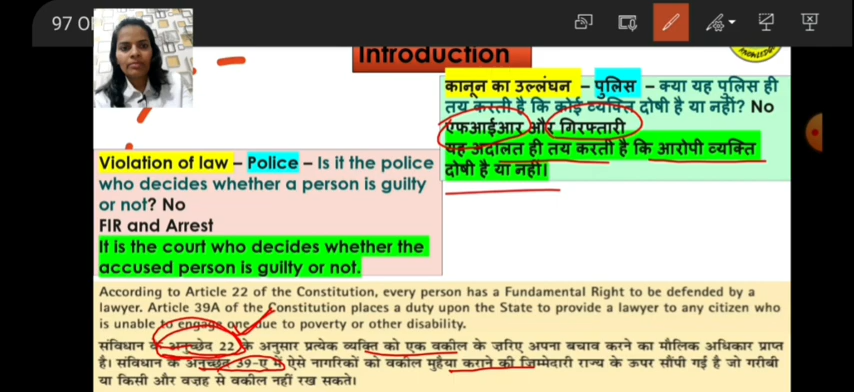 97 OF
Introduction
KNOWLEDGE
कानून का उल्लंघन – पुलिस – क्या यह पुलिस ही
तय करती है कि कोई व्यक्ति दोषी है या नहीं? No
एफआईआर और गिरफ्तारी
यह अदालत ही तय करती है कि आरोपी व्यक्ति
दोषी है या नहीं।
Violation of law – Police – Is it the police
who decides whether a person is guilty
or not? No
FIR and Arrest
It is the court who decides whether the
accused person is guilty or not.
According to Article 22 of the Constitution, every person has a Fundamental Right to be defended by a
lawyer. Article 39A of the Constitution places a duty upon the State to provide a lawyer to any citizen who
is unable to engage one due to poverty or other disability.
संविधान के अनुच्छेद 22 के अनुसार प्रत्येक व्यक्ति को एक वकील के ज़रिए अपना बचाव करने का मौलिक अधिकार प्राप्त
है। संविधान के अनुच्छेद 39-ए में ऐसे नागरिकों को वकील मुहैया कराने की ज़िम्मेदारी राज्य के ऊपर सौंपी गई है जो गरीबी
या किसी और वजह से वकील नहीं रख सकते।